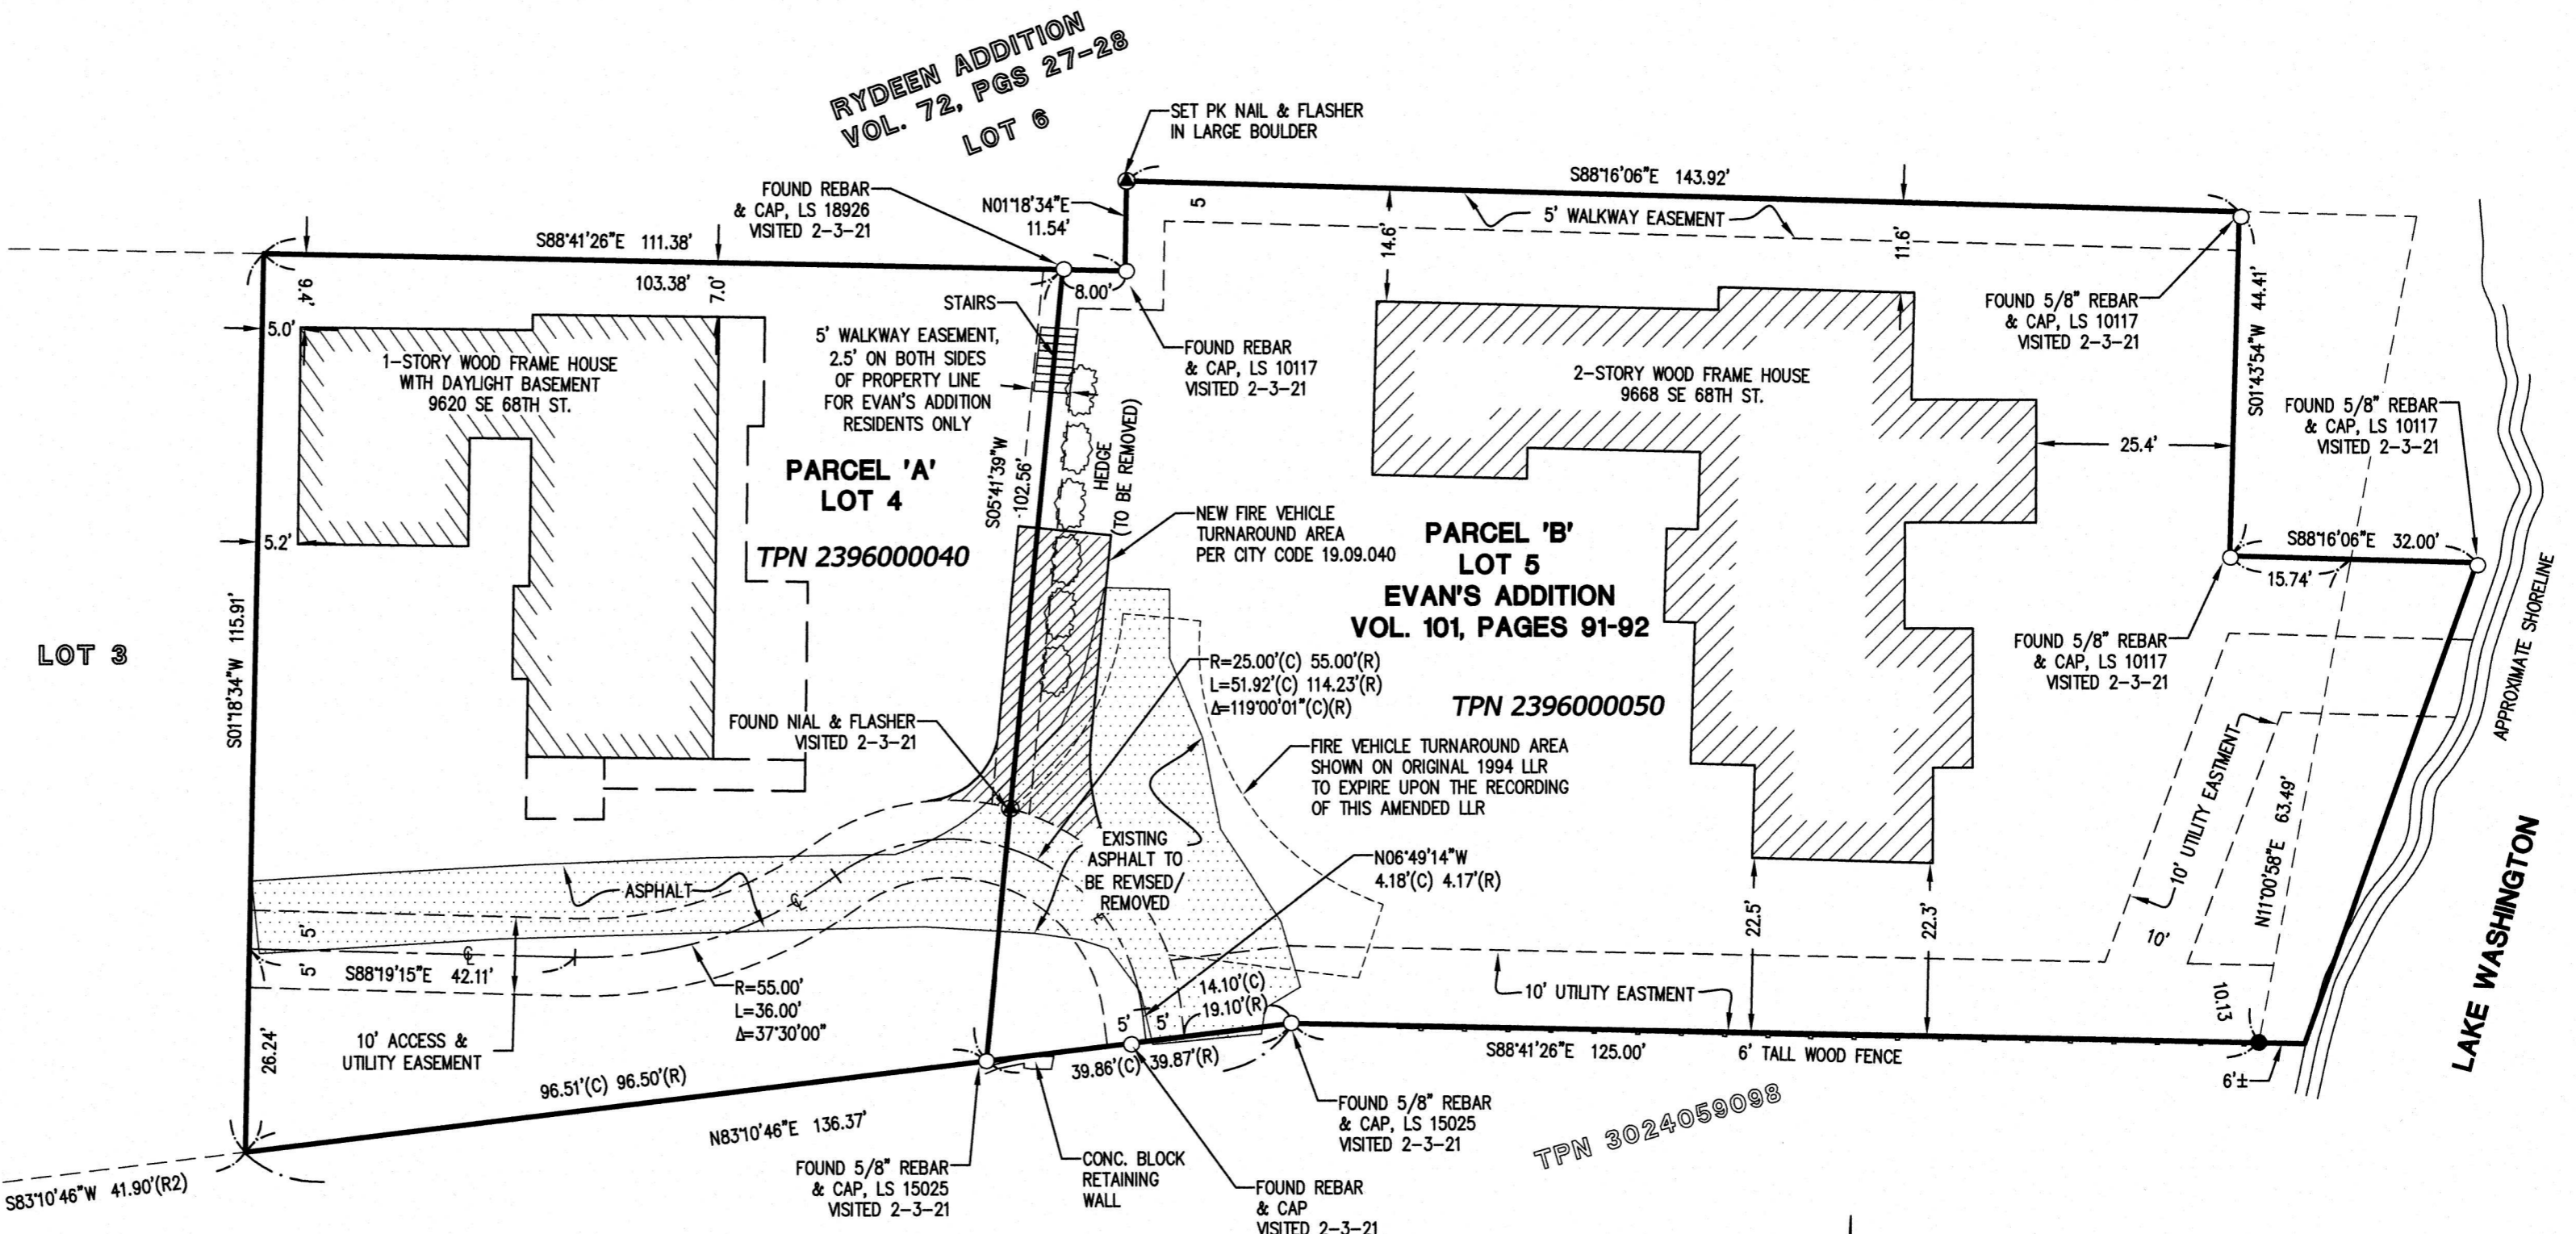 RYDEEN ADDITION
VOL. 72, PGS 27-28
LOT 6
SET PK NAIL & FLASHER
IN LARGE BOULDER
FOUND REBAR
& CAP, LS 18926
VISITED 2-3-21
N01°18'34"E
11.54'
S88°16'06"E 143.92'
5
5' WALKWAY EASEMENT
14.6'
11.6'
S88°41'26"E 111.38'
103.38'
8.00'
9.4'
7.0'
5.0'
5.2'
1-STORY WOOD FRAME HOUSE
WITH DAYLIGHT BASEMENT
9620 SE 68TH ST.
STAIRS
5' WALKWAY EASEMENT,
2.5' ON BOTH SIDES
OF PROPERTY LINE
FOR EVAN'S ADDITION
RESIDENTS ONLY
FOUND REBAR
& CAP, LS 10117
VISITED 2-3-21
HEDGE
(TO BE REMOVED)
S05°41'39"W
102.56'
2-STORY WOOD FRAME HOUSE
9668 SE 68TH ST.
FOUND 5/8" REBAR
& CAP, LS 10117
VISITED 2-3-21
S01°43'54"W 44.41'
25.4'
FOUND 5/8" REBAR
& CAP, LS 10117
VISITED 2-3-21
S88°16'06"E 32.00'
15.74'
FOUND 5/8" REBAR
& CAP, LS 10117
VISITED 2-3-21
APPROXIMATE SHORELINE
PARCEL 'A'
LOT 4
TPN 2396000040
NEW FIRE VEHICLE
TURNAROUND AREA
PER CITY CODE 19.09.040
PARCEL 'B'
LOT 5
EVAN'S ADDITION
VOL. 101, PAGES 91-92
TPN 2396000050
LOT 3
S01°18'34"W 115.91'
R=25.00'(C) 55.00'(R)
L=51.92'(C) 114.23'(R)
Δ=119°00'01"(C)(R)
FOUND NIAL & FLASHER
VISITED 2-3-21
FIRE VEHICLE TURNAROUND AREA
SHOWN ON ORIGINAL 1994 LLR
TO EXPIRE UPON THE RECORDING
OF THIS AMENDED LLR
EXISTING
ASPHALT TO
BE REVISED/
REMOVED
N06°49'14"W
4.18'(C) 4.17'(R)
ASPHALT
5'
5'
S88°19'15"E 42.11'
R=55.00'
L=36.00'
Δ=37°30'00"
10' ACCESS &
UTILITY EASEMENT
26.24'
22.5'
22.3'
10' UTILITY EASTMENT
10' UTILITY EASTMENT
10'
N11°00'58"E 63.49'
10.13
LAKE WASHINGTON
14.10'(C)
19.10'(R)
5'
5'
S88°41'26"E 125.00'
6' TALL WOOD FENCE
6'±
96.51'(C) 96.50'(R)
39.86'(C) 39.87'(R)
N83°10'46"E 136.37'
FOUND 5/8" REBAR
& CAP, LS 15025
VISITED 2-3-21
CONC. BLOCK
RETAINING
WALL
FOUND REBAR
& CAP
VISITED 2-3-21
FOUND 5/8" REBAR
& CAP, LS 15025
VISITED 2-3-21
TPN 3024059098
S83°10'46"W 41.90'(R2)